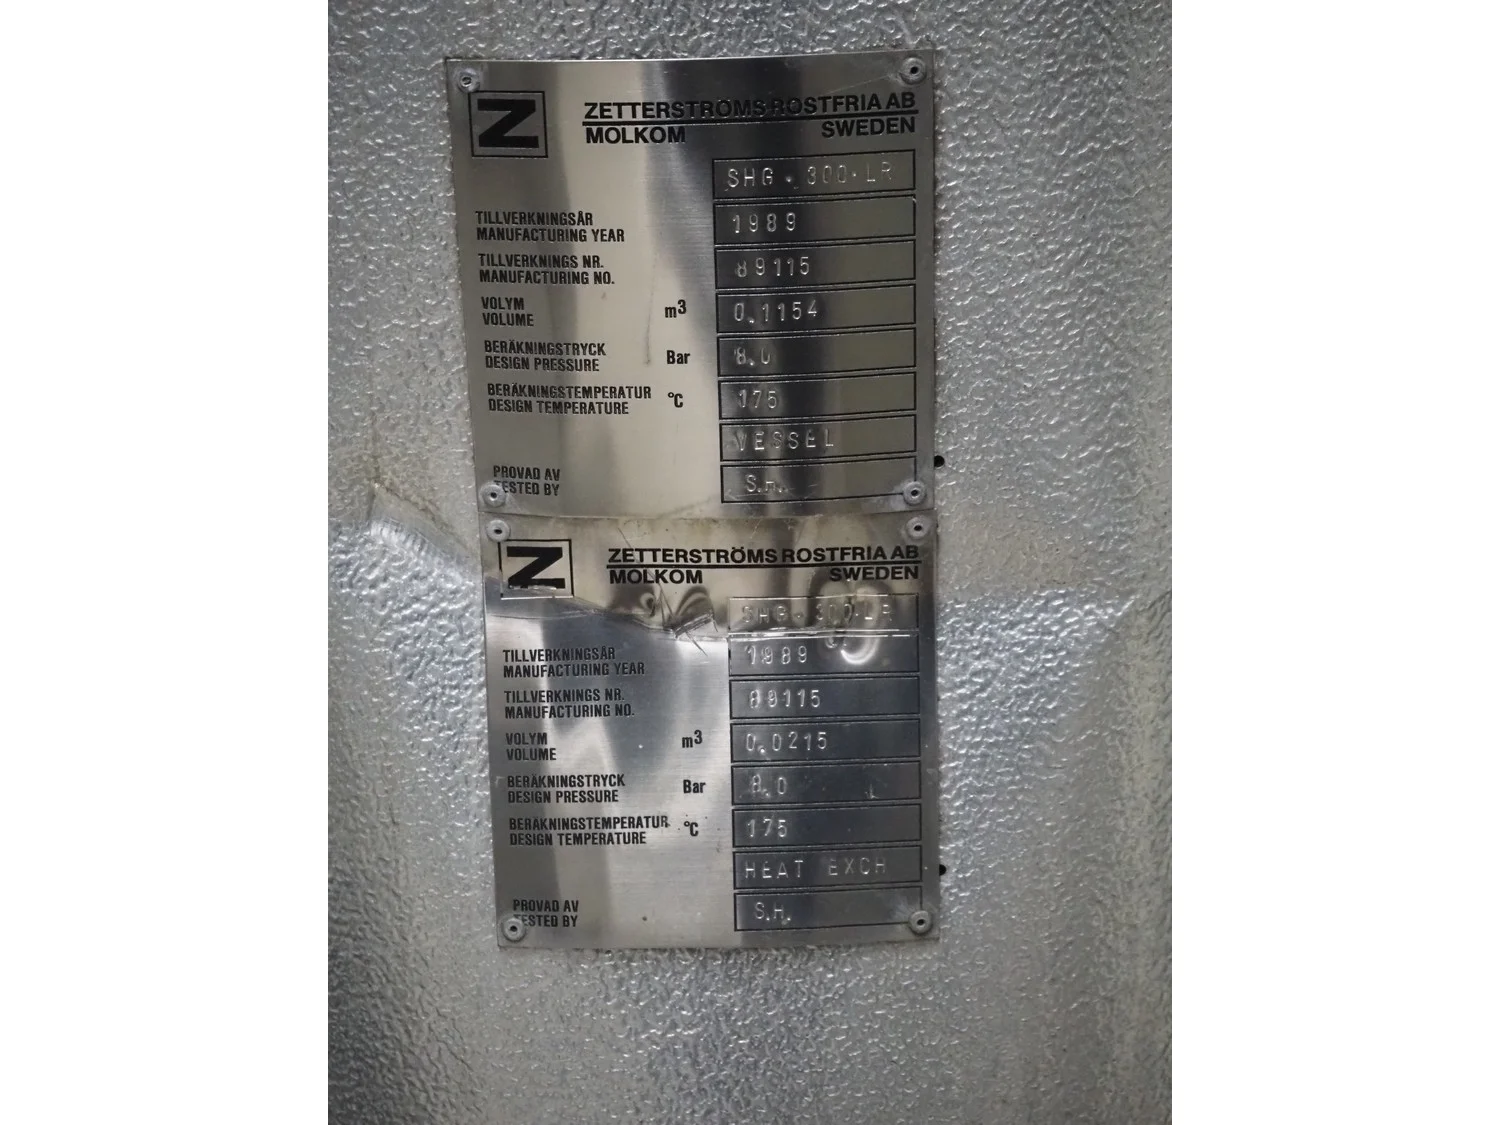 Z
ZETTERSTRÖMS ROSTFRIA AB
MOLKOM SWEDEN
SHG - 300-LR
TILLVERKNINGSÅR
MANUFACTURING YEAR 1989
TILLVERKNINGS NR.
MANUFACTURING NO. 89115
VOLYM
VOLUME m3 0.1154
BERÄKNINGSTRYCK
DESIGN PRESSURE Bar 8.0
BERÄKNINGSTEMPERATUR
DESIGN TEMPERATURE °C 175
VESSEL
PROVAD AV
TESTED BY S.H.
Z
ZETTERSTRÖMS ROSTFRIA AB
MOLKOM SWEDEN
SHG - 300-LR
TILLVERKNINGSÅR
MANUFACTURING YEAR 1989
TILLVERKNINGS NR.
MANUFACTURING NO. 89115
VOLYM
VOLUME m3 0.0215
BERÄKNINGSTRYCK
DESIGN PRESSURE Bar 8.0
BERÄKNINGSTEMPERATUR
DESIGN TEMPERATURE °C 175
HEAT EXCH
PROVAD AV
TESTED BY S.H.